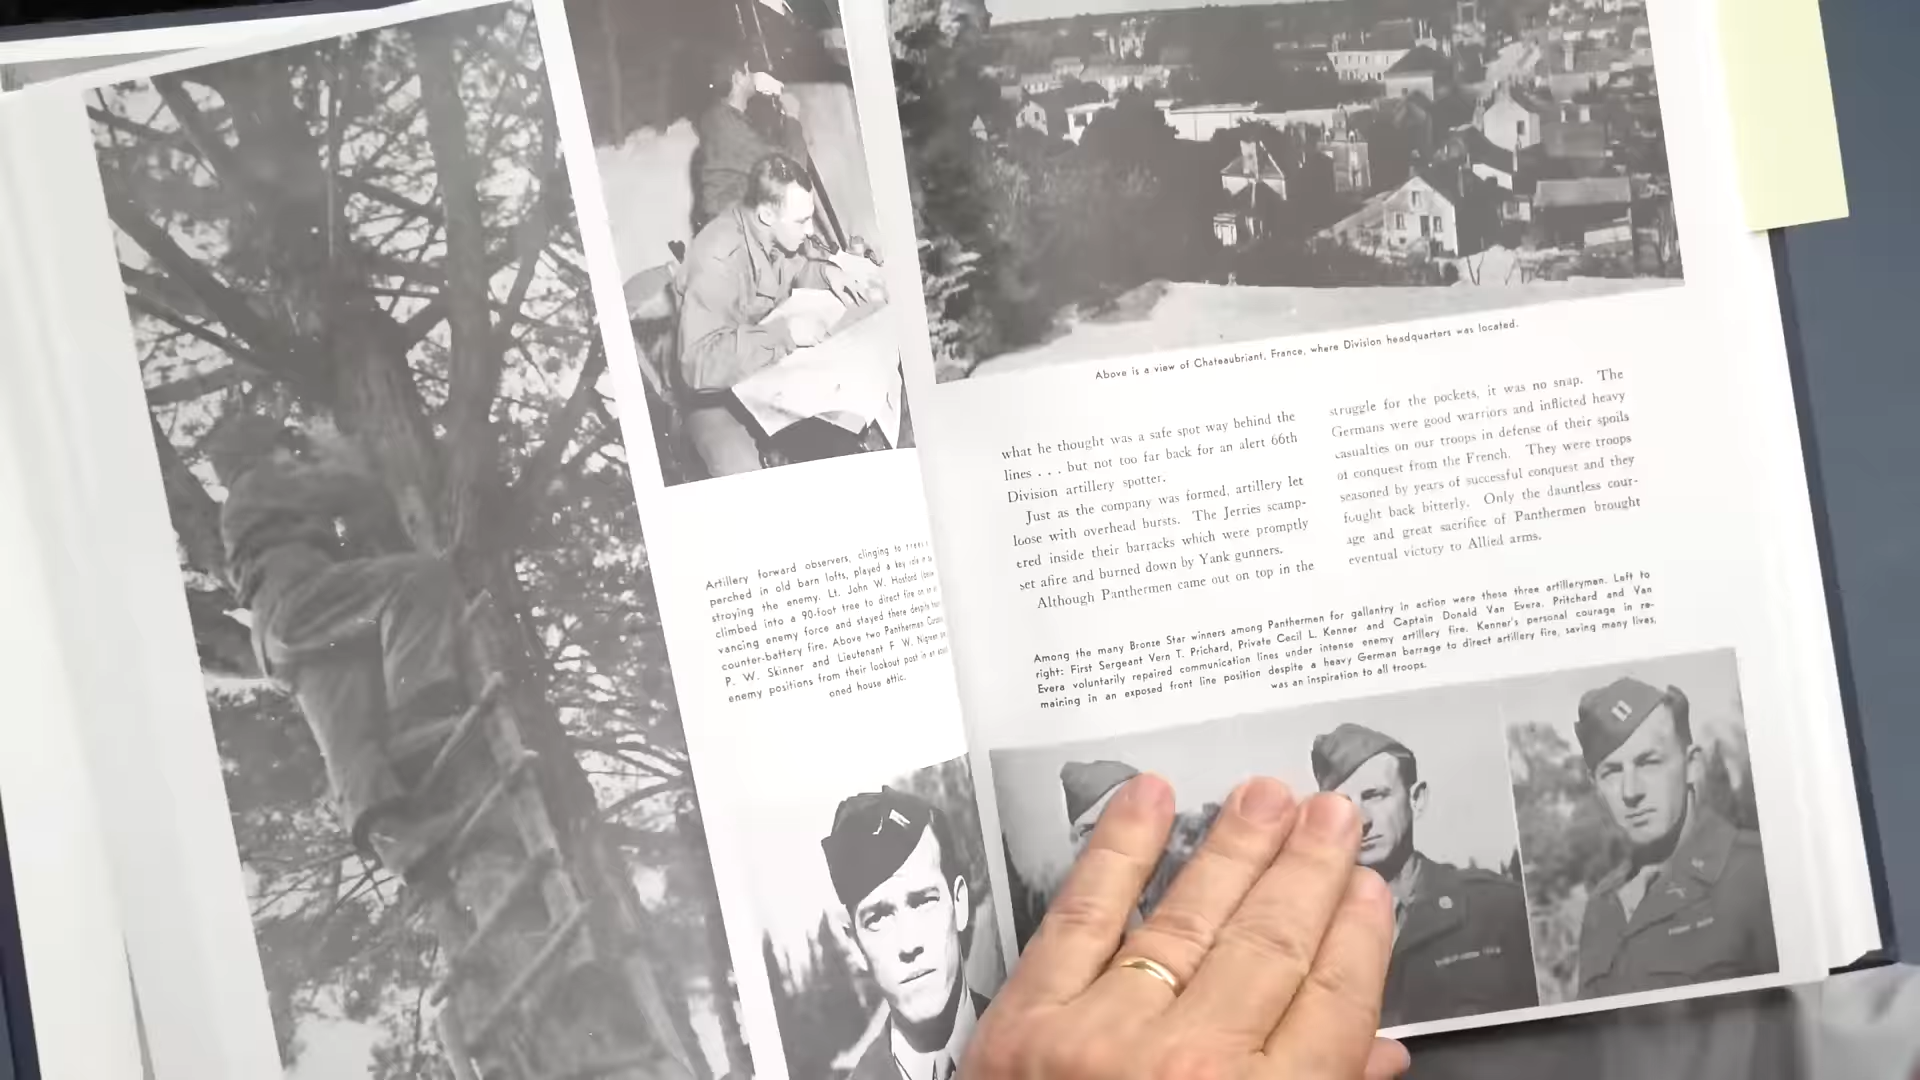 Artillery forward observers, clinging to trees
perched in old barn lofts, played a key role in
stroying the enemy. Lt. John W. Hosford
climbed into a 90-foot tree to direct fire on
vancing enemy force and stayed there despite
counter-battery fire. Above two Panthermen
P. W. Skinner and Lieutenant F. W. Nigren
enemy positions from their lookout post in
oned house attic.
Above is a view of Chateaubriant, France, where Division headquarters was located.
what he thought was a safe spot way behind the
lines . . . but not too far back for an alert 66th
Division artillery spotter.
Just as the company was formed, artillery let
loose with overhead bursts. The Jerries scamp-
ered inside their barracks which were promptly
set afire and burned down by Yank gunners.
Although Panthermen came out on top in the
struggle for the pockets, it was no snap. The
Germans were good warriors and inflicted heavy
casualties on our troops in defense of their spoils
of conquest from the French. They were troops
seasoned by years of successful conquest and they
fought back bitterly. Only the dauntless cour-
age and great sacrifice of Panthermen brought
eventual victory to Allied arms.
Among the many Bronze Star winners among Panthermen for gallantry in action were these three artillerymen. Left to
right: First Sergeant Vern T. Prichard, Private Cecil L. Kenner and Captain Donald Van Evera. Pritchard and Van
Evera voluntarily repaired communication lines under intense enemy artillery fire. Kenner's personal courage in re-
maining in an exposed front line position despite a heavy German barrage to direct artillery fire, saving many lives,
was an inspiration to all troops.